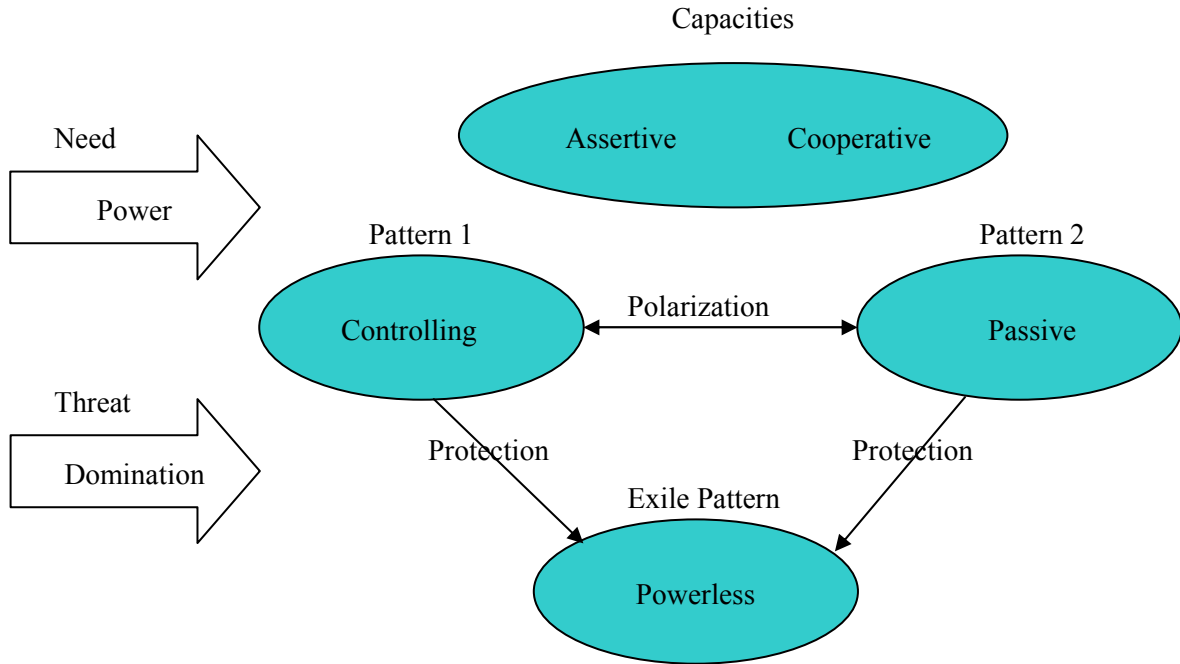 Capacities
Need
Assertive Cooperative
Power
Pattern 1 Pattern 2
Polarization
Controlling Passive
Threat
Protection Protection
Domination
Exile Pattern
Powerless